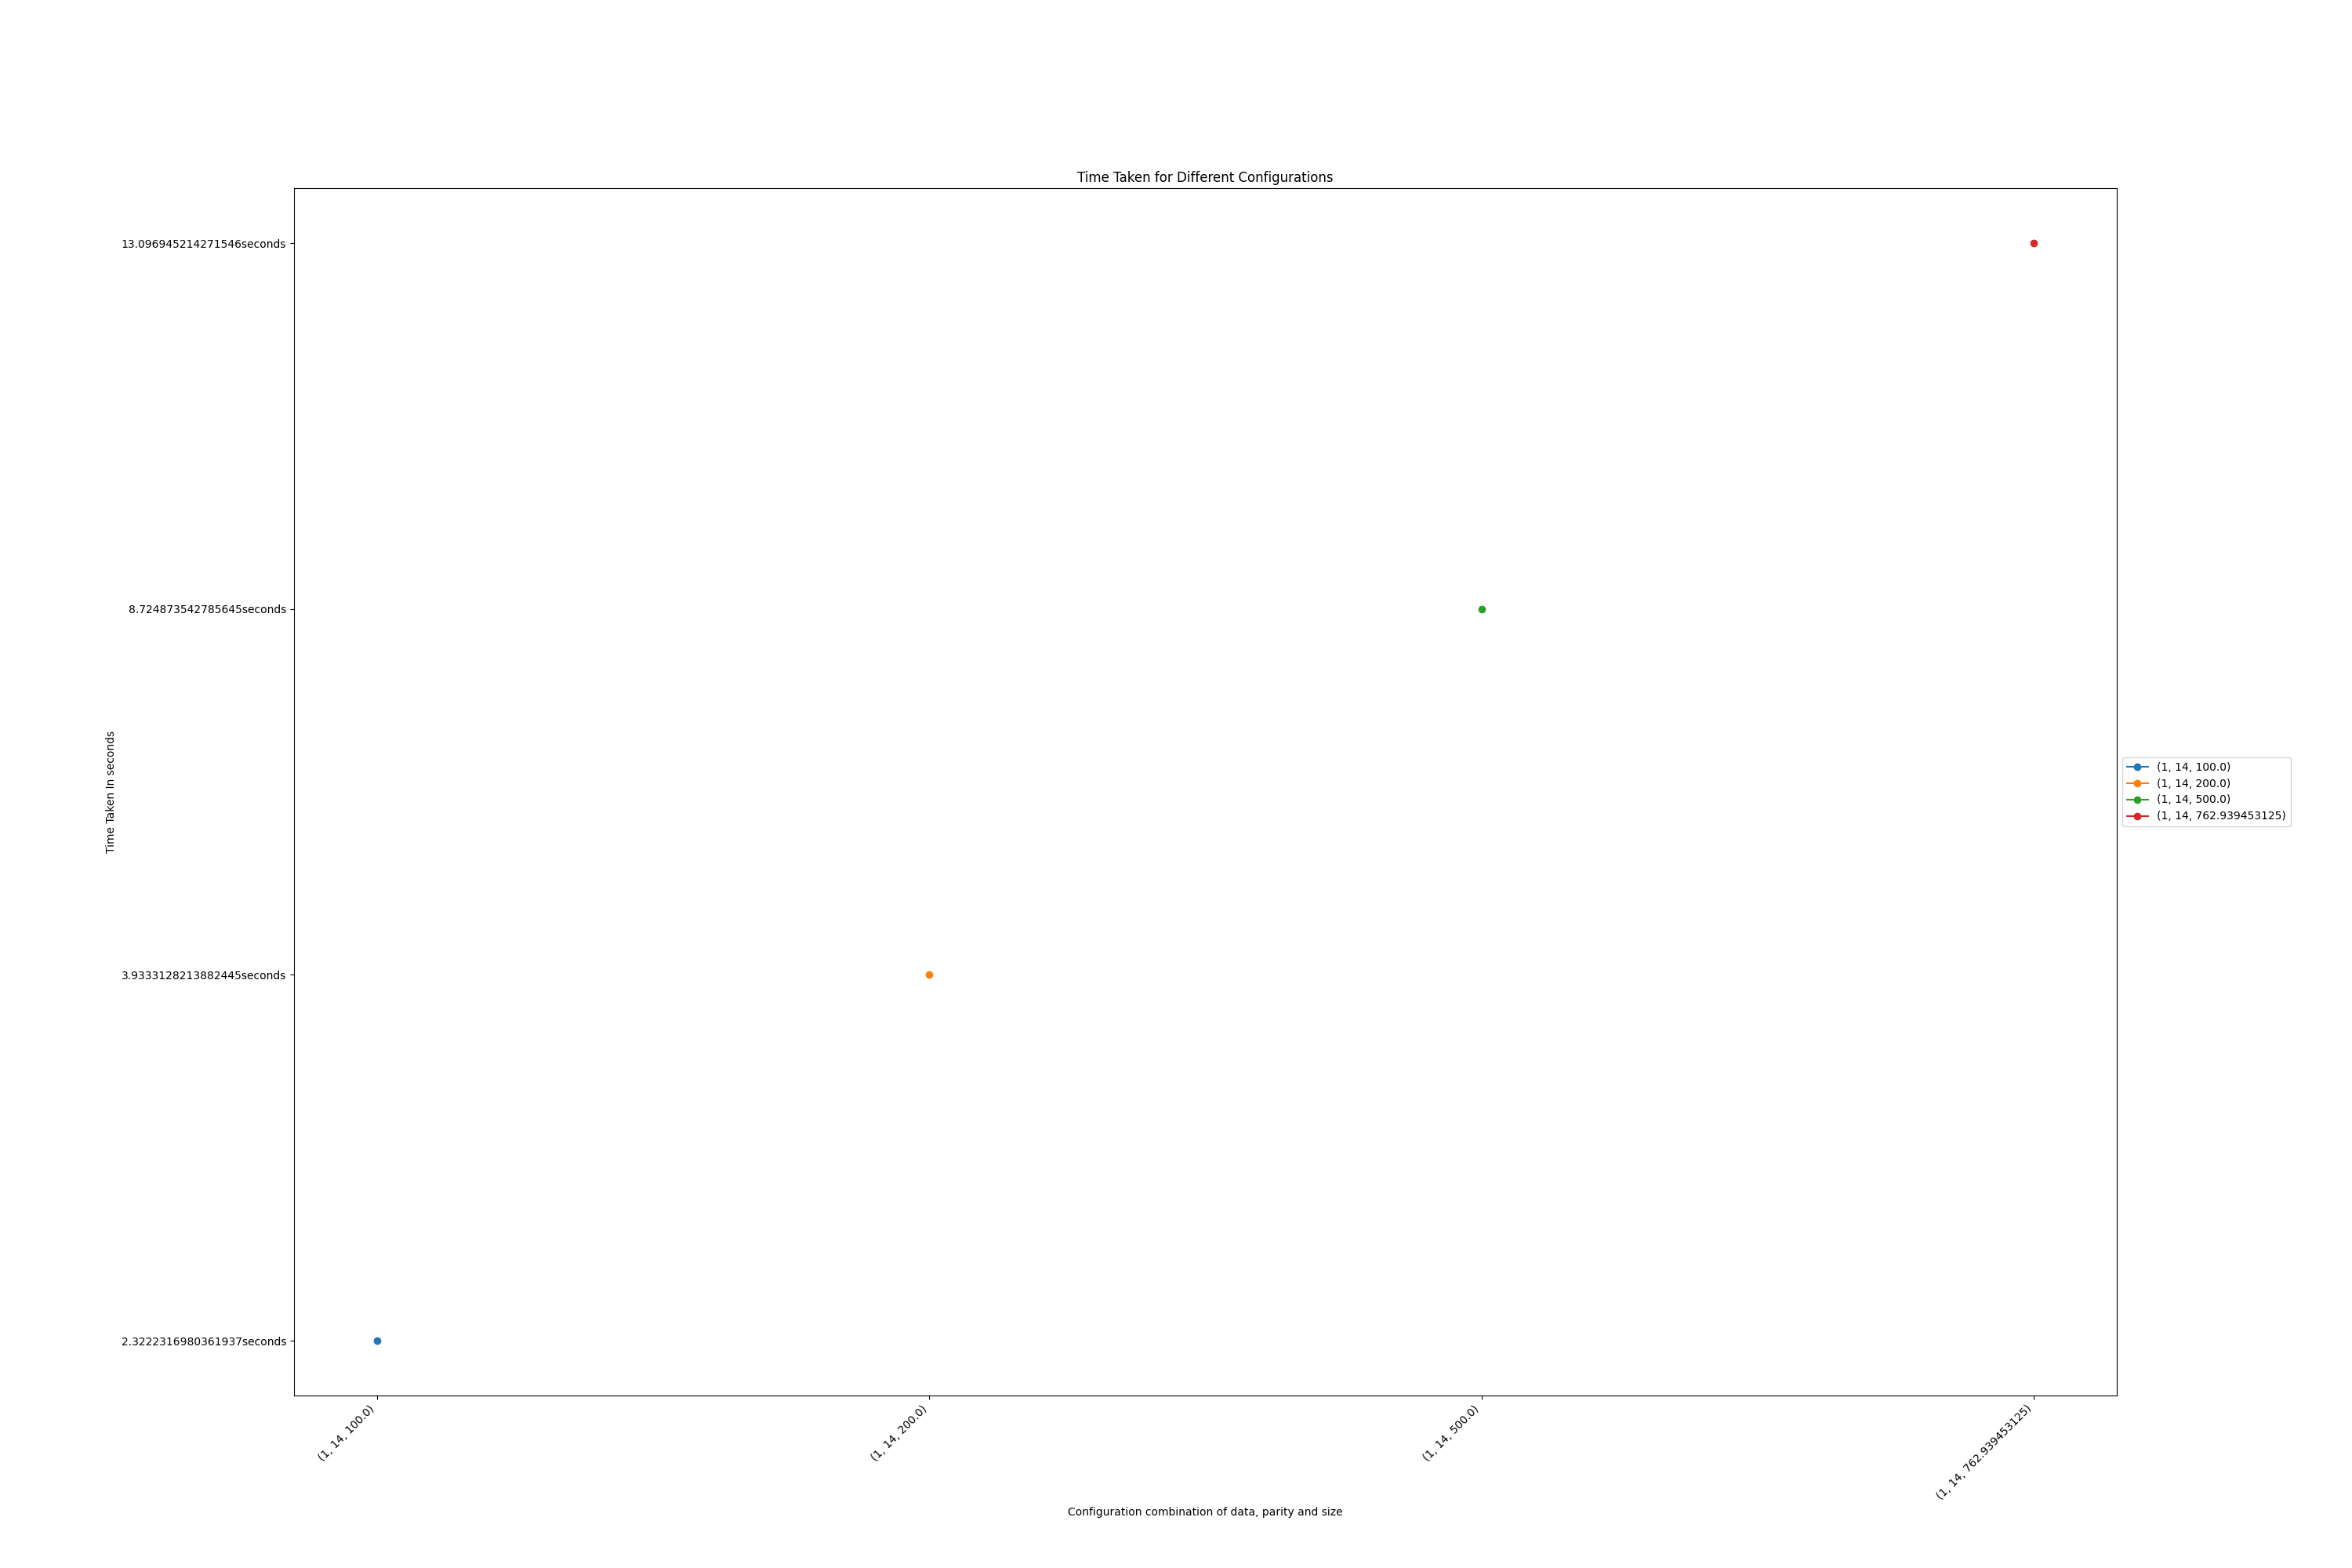 Time Taken for Different Configurations
13.096945214271546seconds
8.724873542785645seconds
3.9333128213882445seconds
2.3222316980361937seconds
Time Taken In seconds
(1, 14, 100.0)
(1, 14, 200.0)
(1, 14, 500.0)
(1, 14, 762.939453125)
Configuration combination of data, parity and size
(1, 14, 100.0)
(1, 14, 200.0)
(1, 14, 500.0)
(1, 14, 762.939453125)